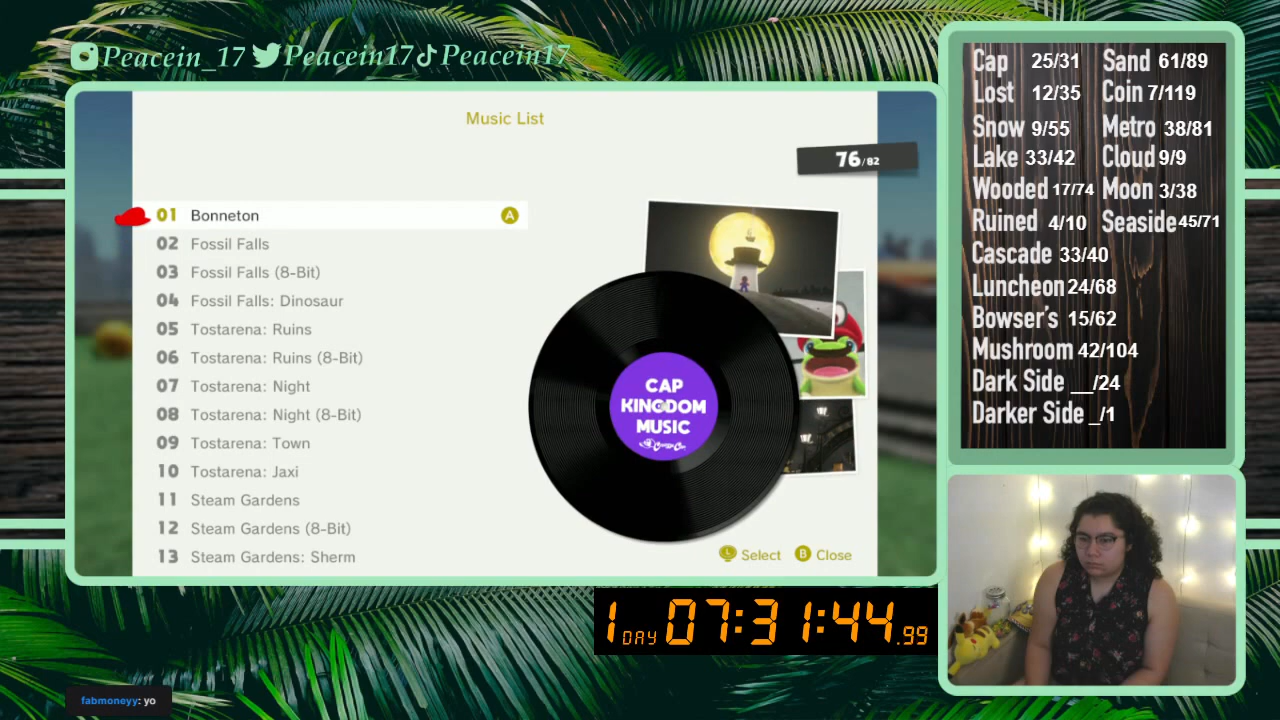 Peacein_17 Peacein17 Peacein17
Music List
76/82
01 Bonneton A
02 Fossil Falls
03 Fossil Falls (8-Bit)
04 Fossil Falls: Dinosaur
05 Tostarena: Ruins
06 Tostarena: Ruins (8-Bit)
07 Tostarena: Night
08 Tostarena: Night (8-Bit)
09 Tostarena: Town
10 Tostarena: Jaxi
11 Steam Gardens
12 Steam Gardens (8-Bit)
13 Steam Gardens: Sherm
CAP
KINGDOM
MUSIC
L Select B Close
Cap 25/31 Sand 61/89
Lost 12/35 Coin 7/119
Snow 9/55 Metro 38/81
Lake 33/42 Cloud 9/9
Wooded 17/74 Moon 3/38
Ruined 4/10 Seaside 45/71
Cascade 33/40
Luncheon 24/68
Bowser's 15/62
Mushroom 42/104
Dark Side __/24
Darker Side _/1
1 DAY 07:31:44.99
fabmoneyy: yo